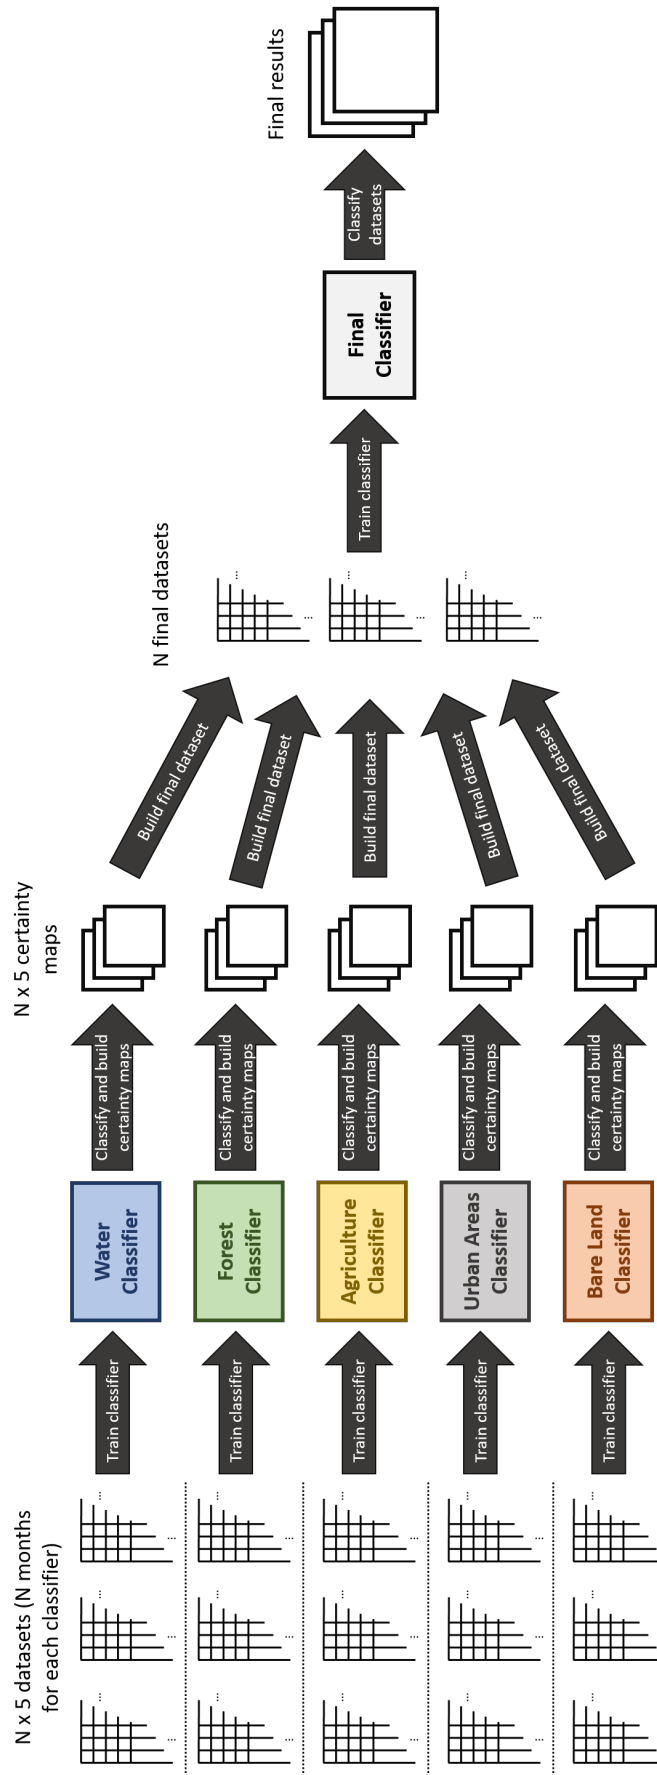 N x 5 datasets (N months
for each classifier)
...
...
...
...
...
...
Train classifier
Water
Classifier
Classify and build
certainty maps
N x 5 certainty
maps
Build final dataset
...
...
...
...
...
...
Train classifier
Forest
Classifier
Classify and build
certainty maps
Build final dataset
...
...
...
...
...
...
Train classifier
Agriculture
Classifier
Classify and build
certainty maps
Build final dataset
...
...
...
...
...
...
Train classifier
Urban Areas
Classifier
Classify and build
certainty maps
Build final dataset
...
...
...
...
...
...
Train classifier
Bare Land
Classifier
Classify and build
certainty maps
Build final dataset
N final datasets
...
...
...
...
...
...
Train classifier
Final
Classifier
Classify
datasets
Final results